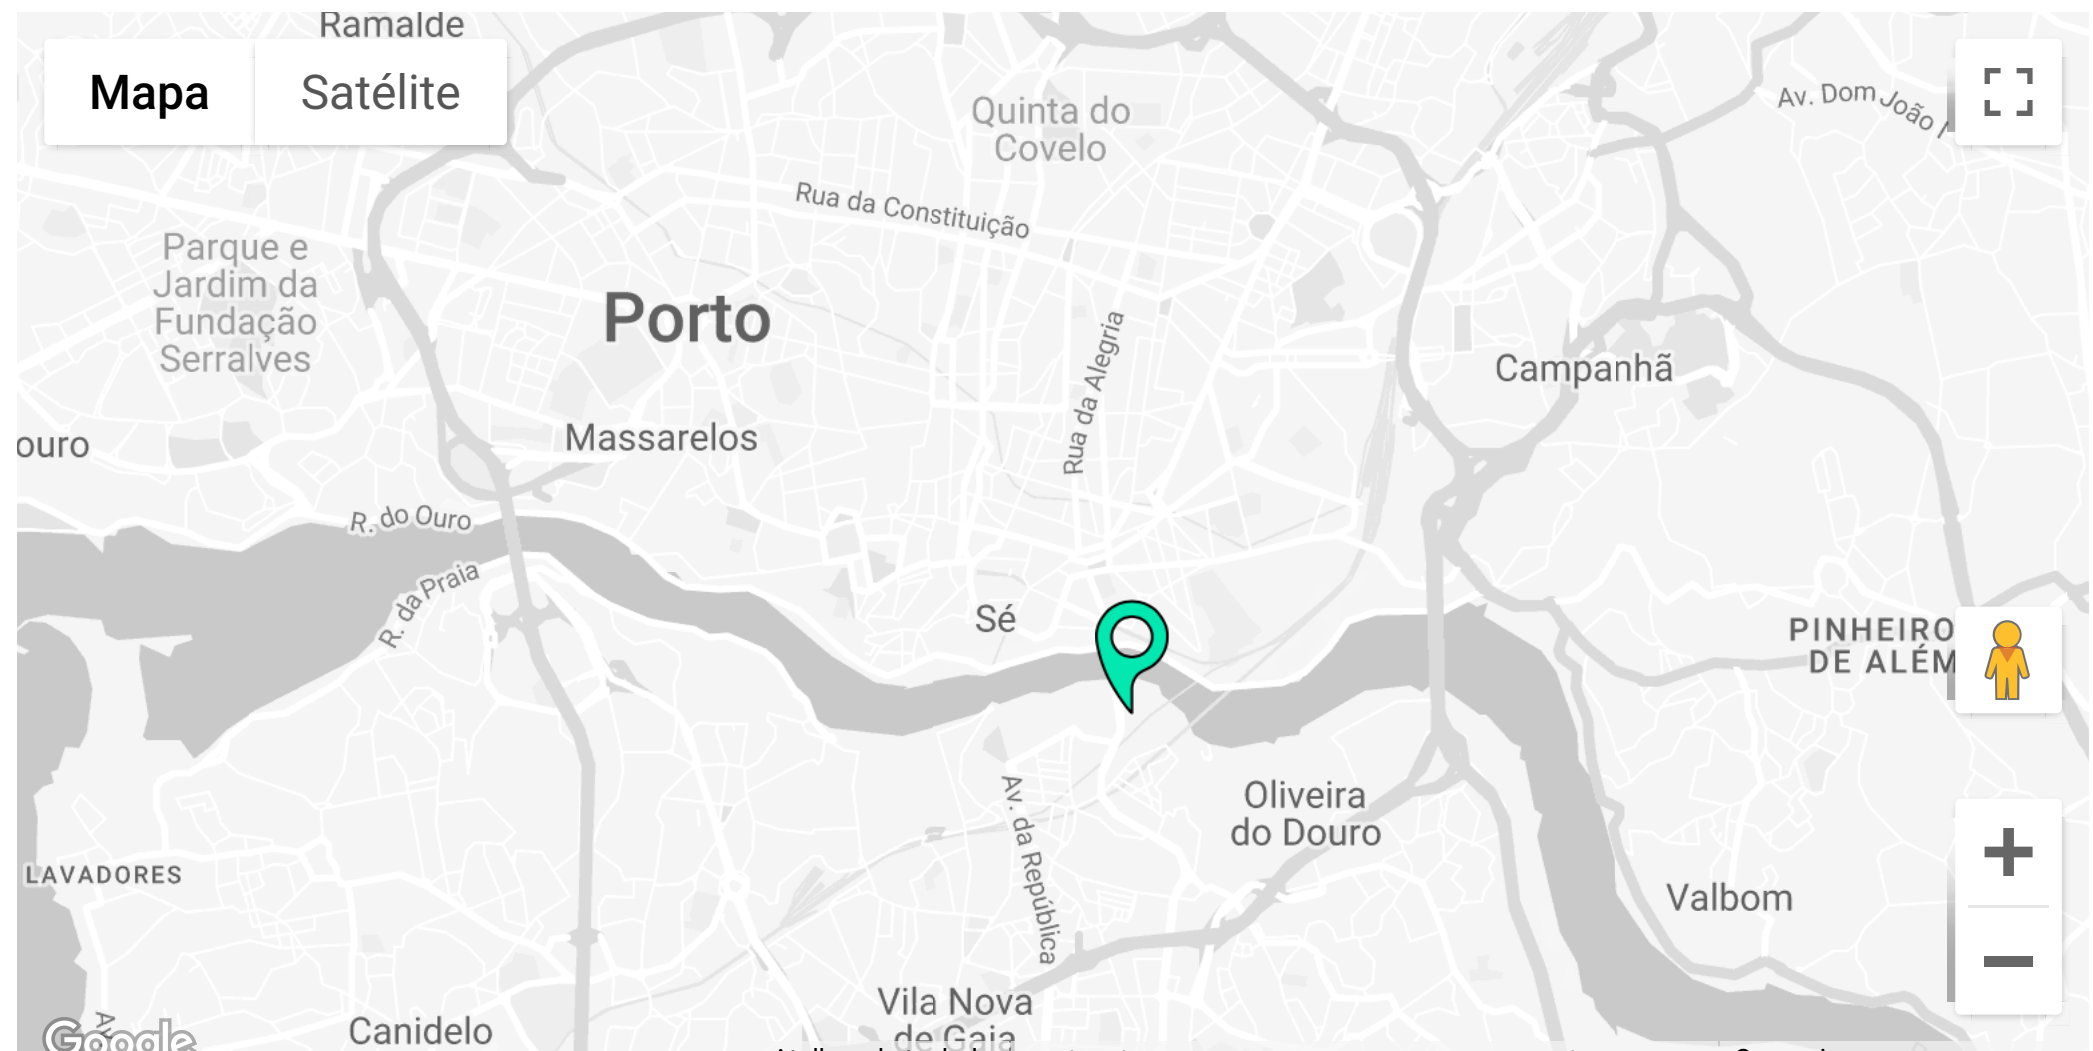 Ramalde
Mapa
Satélite
Quinta do
Covelo
Av. Dom João
Rua da Constituição
Parque e
Jardim da
Fundação
Serralves
Porto
Rua da Alegria
Campanhã
Massarelos
ouro
R. do Ouro
R. da Praia
Sé
PINHEIRO
DE ALÉM
Oliveira
do Douro
Av. da República
LAVADORES
Valbom
Vila Nova
de Gaia
Canidelo
Av
Google